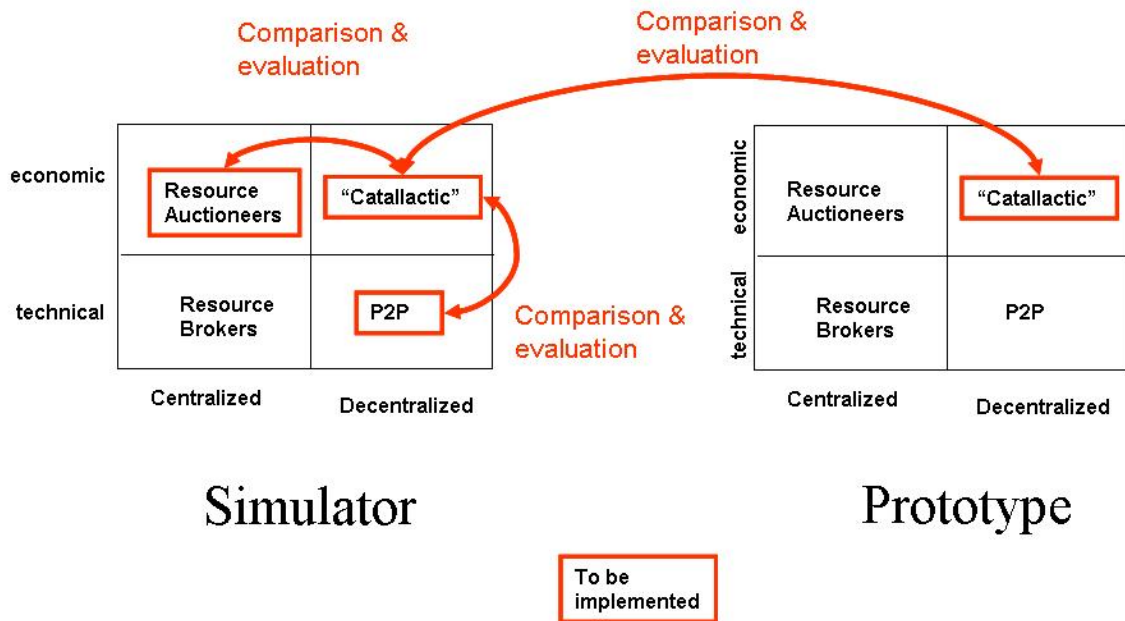 Comparison &
evaluation
Comparison &
evaluation
economic
Resource
Auctioneers
“Catallactic”
technical
Resource
Brokers
P2P
Comparison &
evaluation
Centralized
Decentralized
Simulator
economic
Resource
Auctioneers
“Catallactic”
technical
Resource
Brokers
P2P
Centralized
Decentralized
Prototype
To be
implemented